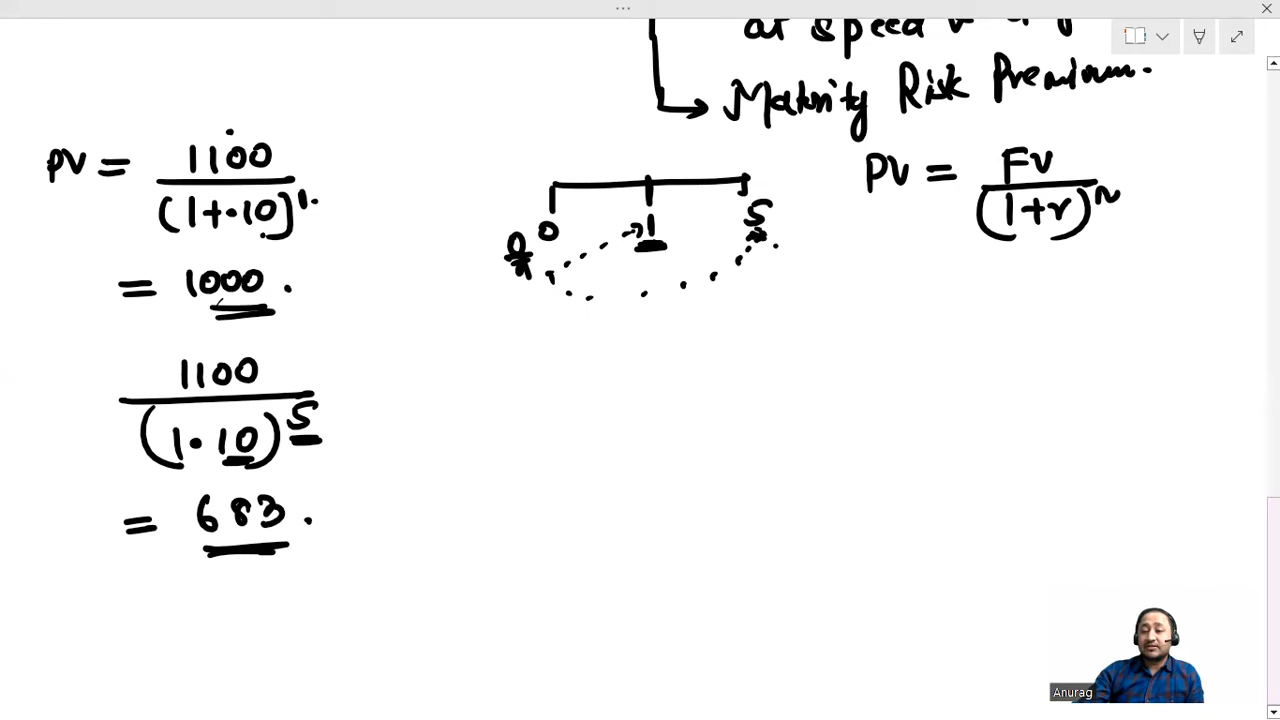 at speed
→ Maturity Risk Premium.
PV = 1100 / (1+.10)^1.
= 1000.
1100 / (1.10)^5
= 683.
0 1 5
PV = FV / (1+r)^n
Anurag